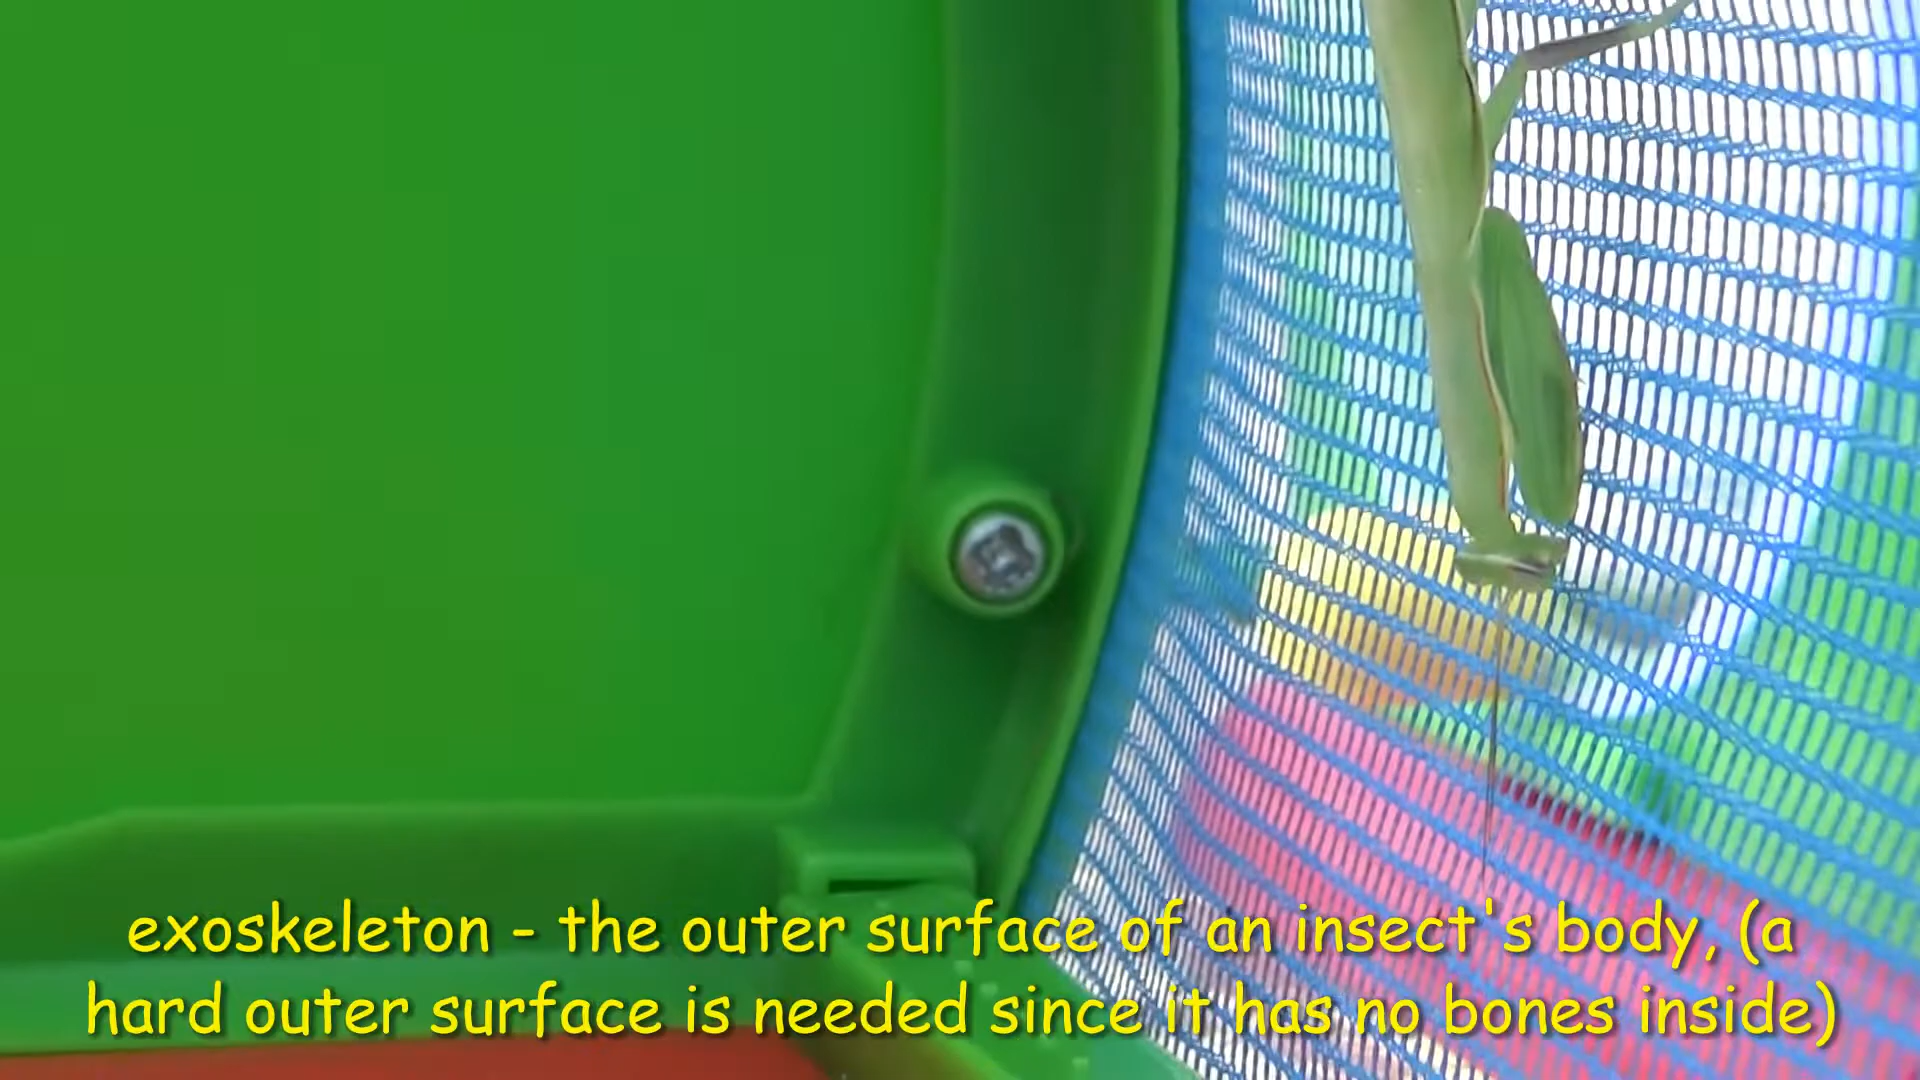 exoskeleton - the outer surface of an insect's body, (a
hard outer surface is needed since it has no bones inside)